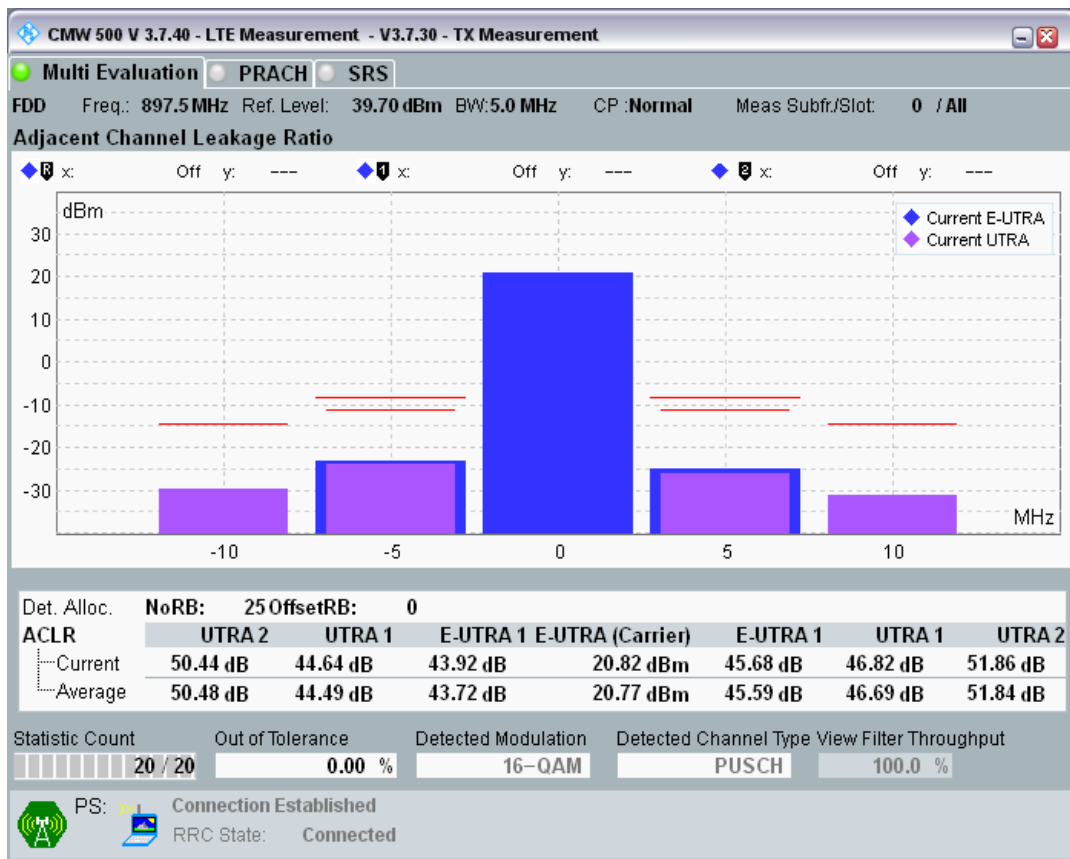 CMW 500 V 3.7.40 - LTE Measurement - V3.7.30 - TX Measurement
Multi Evaluation PRACH SRS
FDD Freq.: 897.5 MHz Ref. Level: 39.70 dBm BW:5.0 MHz CP :Normal Meas Subfr./Slot: 0 / All
Adjacent Channel Leakage Ratio
R x: Off y: --- 1 x: Off y: --- 2 x: Off y: ---
dBm
Current E-UTRA
Current UTRA
30
20
10
0
-10
-20
-30
MHz
-10 -5 0 5 10
Det. Alloc. NoRB: 25 OffsetRB: 0
ACLR UTRA 2 UTRA 1 E-UTRA 1 E-UTRA (Carrier) E-UTRA 1 UTRA 1 UTRA 2
Current 50.44 dB 44.64 dB 43.92 dB 20.82 dBm 45.68 dB 46.82 dB 51.86 dB
Average 50.48 dB 44.49 dB 43.72 dB 20.77 dBm 45.59 dB 46.69 dB 51.84 dB
Statistic Count Out of Tolerance Detected Modulation Detected Channel Type View Filter Throughput
20 / 20 0.00 % 16-QAM PUSCH 100.0 %
PS: Connection Established
RRC State: Connected